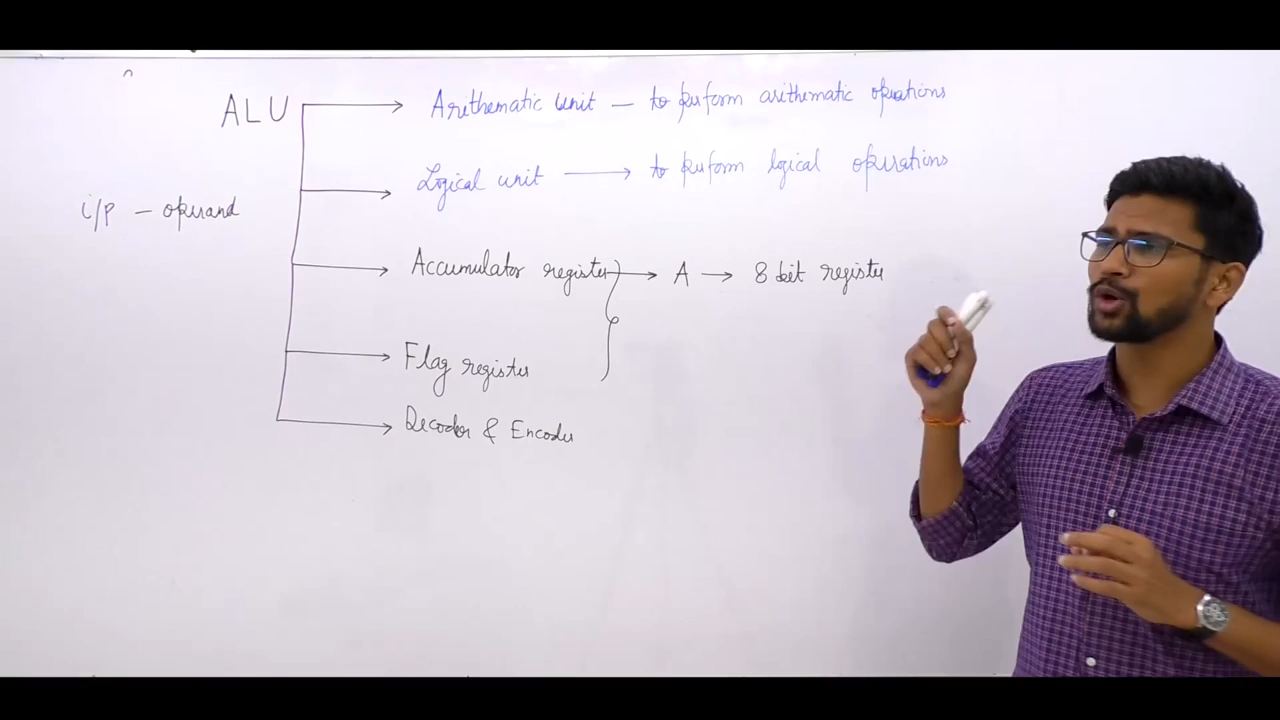 ALU → Arethematic unit — to perform arithematic operations
Logical unit → to perform logical operations
i/p - operand
Accumulator register → A → 8 bit register
Flag register
Decoder & Encoder